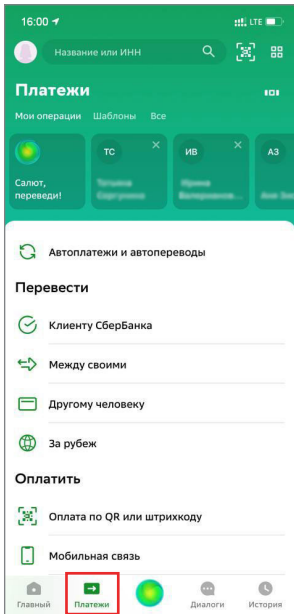 16:00 LTE
Название или ИНН
Платежи
Мои операции Шаблоны Все
ТС ИВ АЗ
Салют,
переведи!
Автоплатежи и автопереводы
Перевести
Клиенту СберБанка
Между своими
Другому человеку
За рубеж
Оплатить
Оплата по QR или штрихкоду
Мобильная связь
Главный Платежи Диалоги История